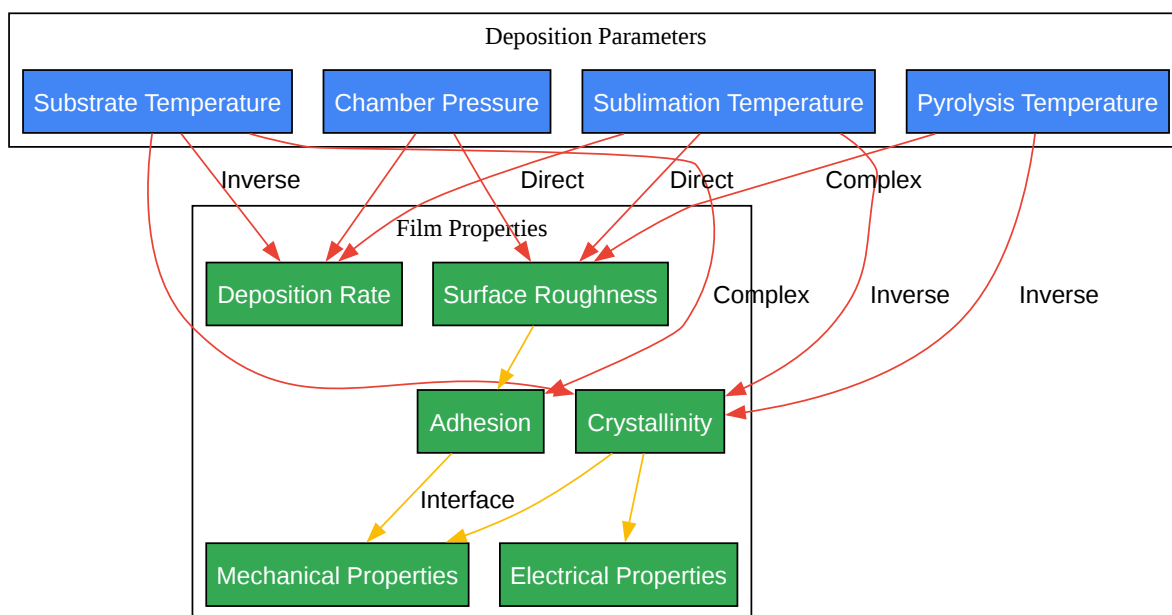 Deposition Parameters
Substrate Temperature
Chamber Pressure
Sublimation Temperature
Pyrolysis Temperature
Inverse
Direct
Direct
Complex
Film Properties
Deposition Rate
Surface Roughness
Complex
Inverse
Inverse
Adhesion
Crystallinity
Interface
Mechanical Properties
Electrical Properties